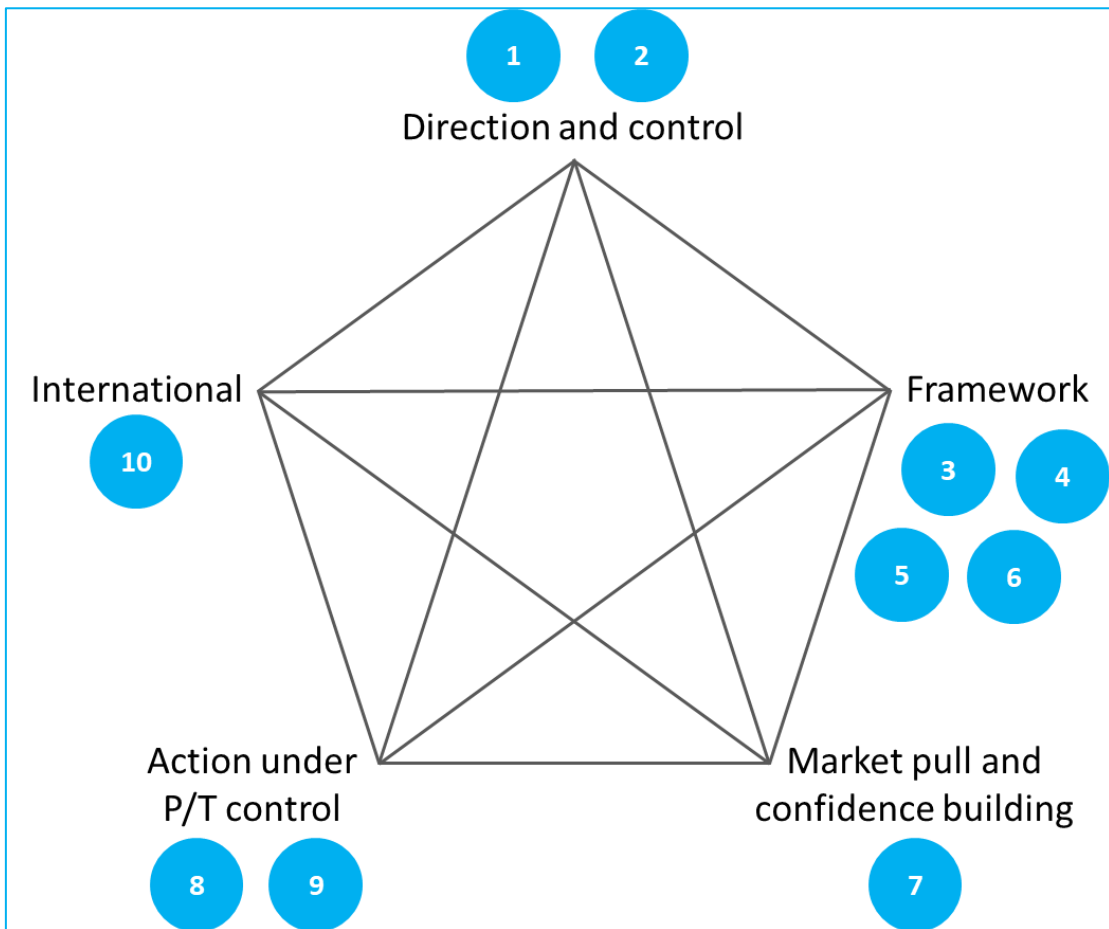 1 2
Direction and control
International
Framework
10
3 4
5 6
Action under
P/T control
Market pull and
confidence building
8 9
7